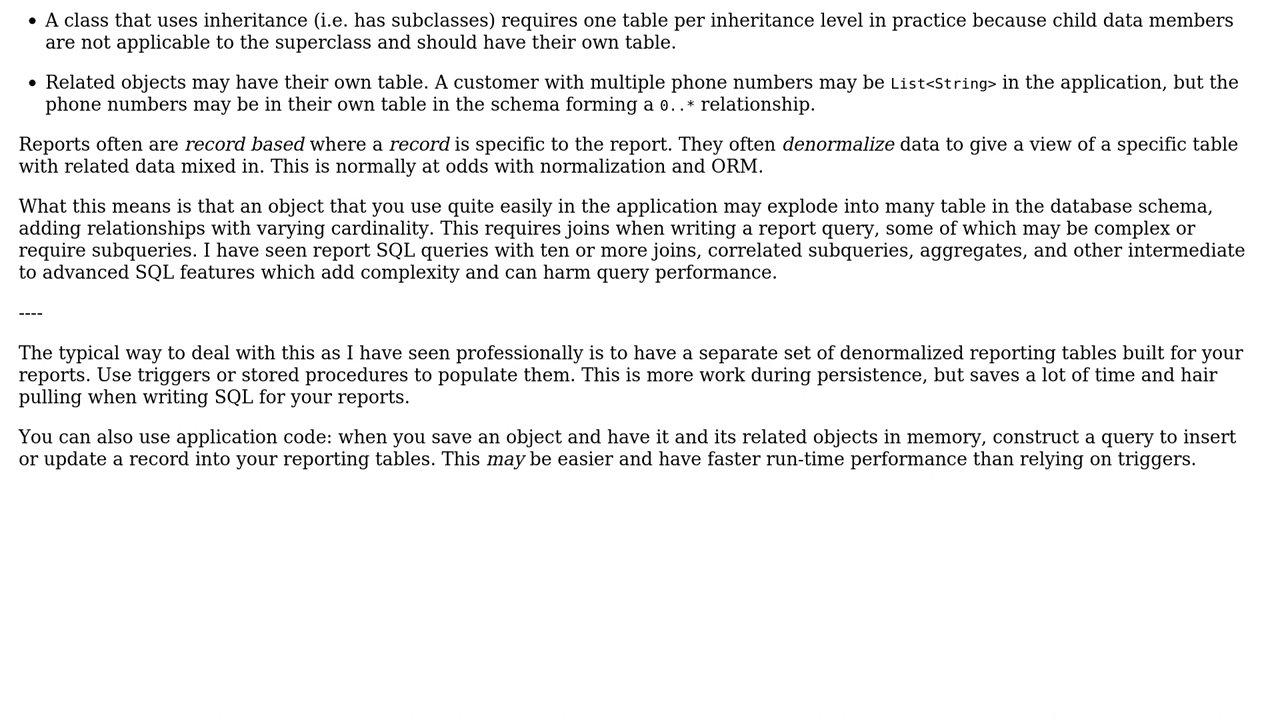 • A class that uses inheritance (i.e. has subclasses) requires one table per inheritance level in practice because child data members
are not applicable to the superclass and should have their own table.
• Related objects may have their own table. A customer with multiple phone numbers may be List<String> in the application, but the
phone numbers may be in their own table in the schema forming a 0..* relationship.
Reports often are record based where a record is specific to the report. They often denormalize data to give a view of a specific table
with related data mixed in. This is normally at odds with normalization and ORM.
What this means is that an object that you use quite easily in the application may explode into many table in the database schema,
adding relationships with varying cardinality. This requires joins when writing a report query, some of which may be complex or
require subqueries. I have seen report SQL queries with ten or more joins, correlated subqueries, aggregates, and other intermediate
to advanced SQL features which add complexity and can harm query performance.
----
The typical way to deal with this as I have seen professionally is to have a separate set of denormalized reporting tables built for your
reports. Use triggers or stored procedures to populate them. This is more work during persistence, but saves a lot of time and hair
pulling when writing SQL for your reports.
You can also use application code: when you save an object and have it and its related objects in memory, construct a query to insert
or update a record into your reporting tables. This may be easier and have faster run-time performance than relying on triggers.